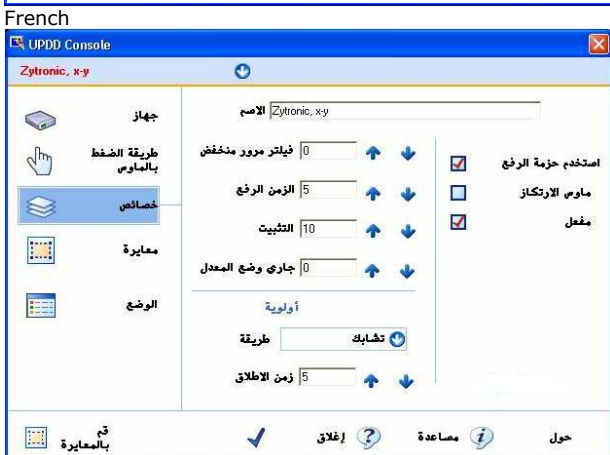 French
UPDD Console
Zytronic, x-y
جهاز
طريقة الضغط
بالماوس
خصائص
معايرة
الوضع
الاسم Zytronic, x-y
فيلتر مرور منخفض 0
الزمن الرفع 5
التثبيت 10
جاري وضع المعدل 0
أولوية
طريقة تشابك
زمن الاطلاق 5
استخدم حزمة الرفع
ماوس الارتكاز
مفعل
قم
بالمعايرة
إغلاق
مساعدة
حول